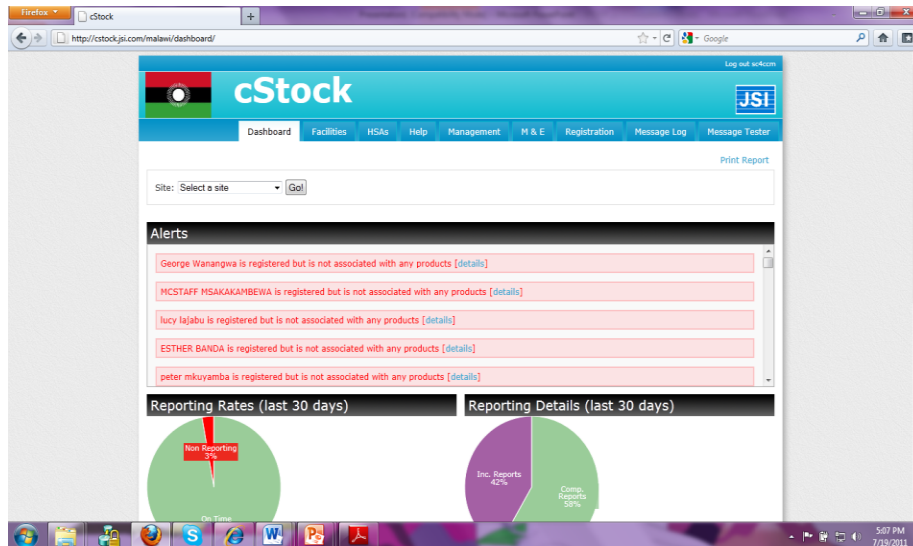 Firefox
cStock
http://cstock.jsi.com/malawi/dashboard/
Google
Log out sc4ccm
cStock
JSI
Dashboard Facilities HSAs Help Management M & E Registration Message Log Message Tester
Print Report
Site: Select a site Go!
Alerts
George Wanangwa is registered but is not associated with any products [details]
MCSTAFF MSAKAKAMBEWA is registered but is not associated with any products [details]
lucy lajabu is registered but is not associated with any products [details]
ESTHER BANDA is registered but is not associated with any products [details]
peter mkuyamba is registered but is not associated with any products [details]
Reporting Rates (last 30 days) Reporting Details (last 30 days)
Non Reporting
3%
On Time
Inc. Reports
42%
Comp.
Reports
58%
5:07 PM
7/19/2011